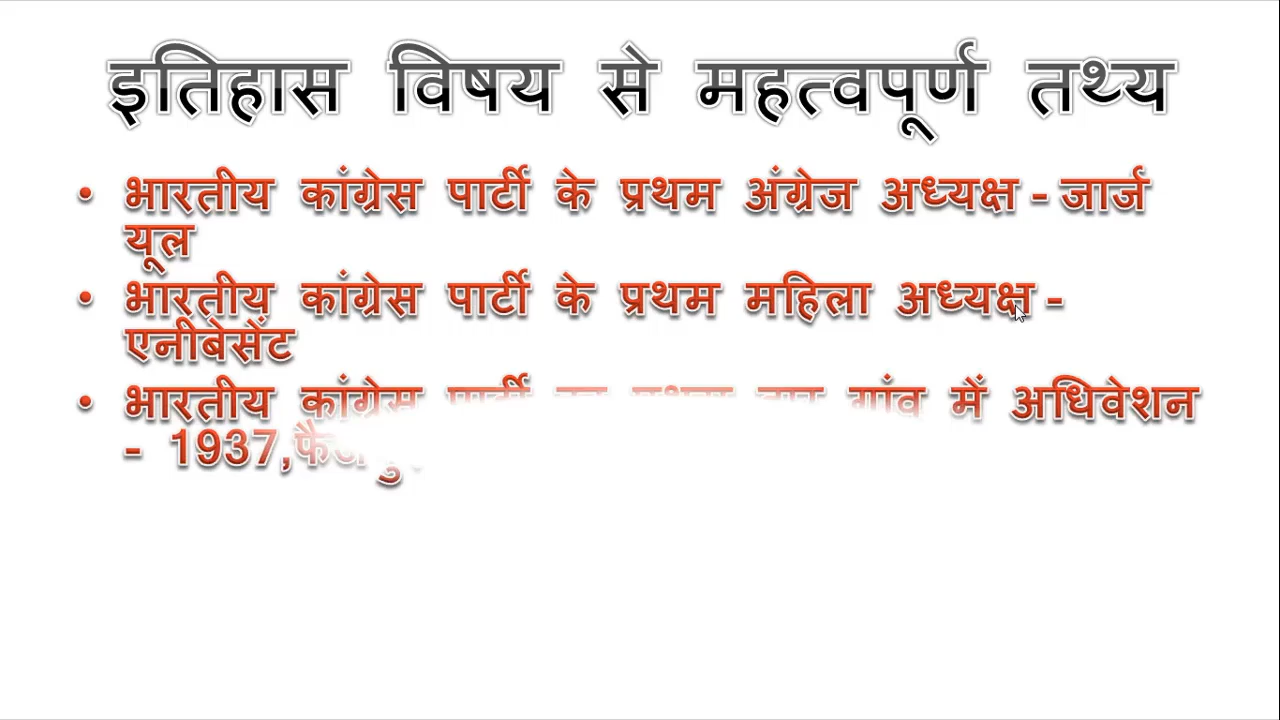 इतिहास विषय से महत्वपूर्ण तथ्य
• भारतीय कांग्रेस पार्टी के प्रथम अंग्रेज अध्यक्ष - जार्ज
यूल
• भारतीय कांग्रेस पार्टी के प्रथम महिला अध्यक्ष -
एनीबेसेंट
• भारतीय कांग्रेस पार्टी गांव में अधिवेशन
- 1937,